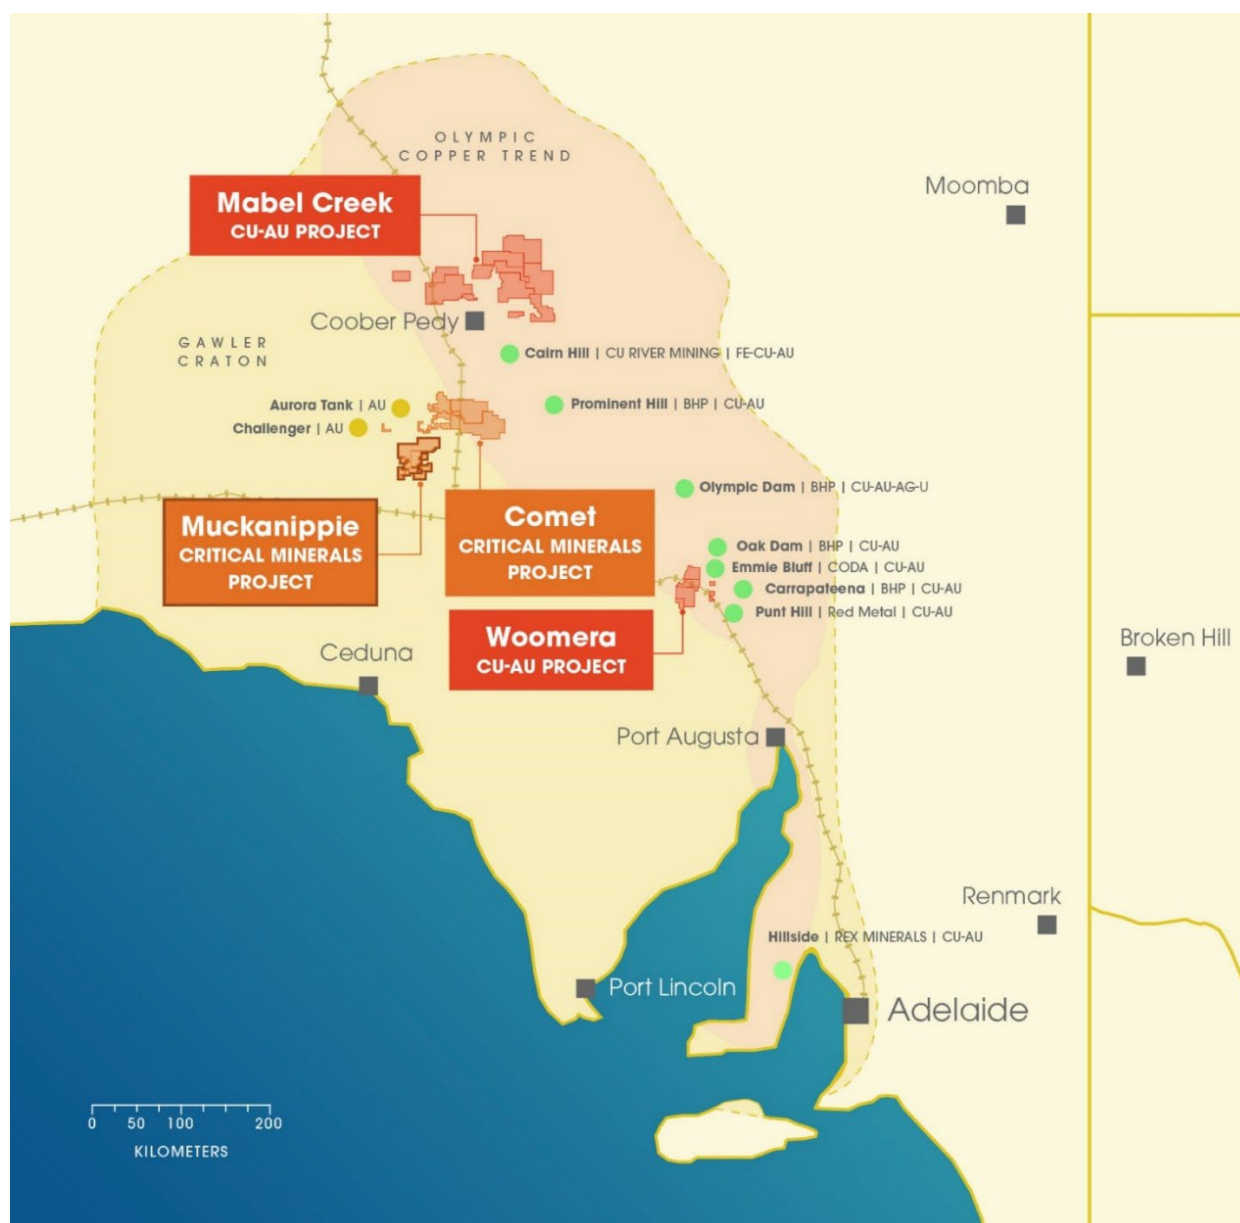 OLYMPIC
COPPER TREND
Moomba
Mabel Creek
CU-AU PROJECT
Coober Pedy
GAWLER
CRATON
Cairn Hill | CU RIVER MINING | FE-CU-AU
Aurora Tank | AU
Prominent Hill | BHP | CU-AU
Challenger | AU
Olympic Dam | BHP | CU-AU-AG-U
Muckanippie
CRITICAL MINERALS
PROJECT
Comet
CRITICAL MINERALS
PROJECT
Oak Dam | BHP | CU-AU
Emmie Bluff | CODA | CU-AU
Carrapateena | BHP | CU-AU
Punt Hill | Red Metal | CU-AU
Woomera
CU-AU PROJECT
Broken Hill
Ceduna
Port Augusta
Renmark
Hillside | REX MINERALS | CU-AU
Port Lincoln
Adelaide
0 50 100 200
KILOMETERS